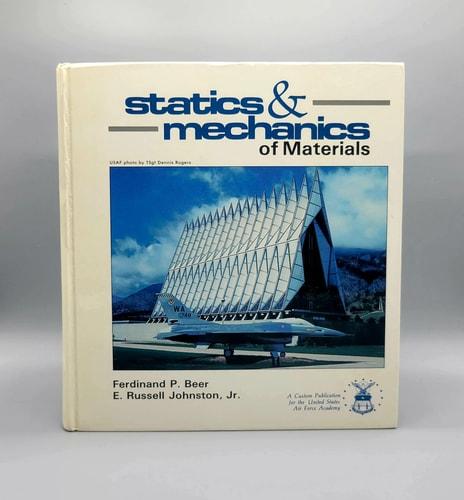 statics &
mechanics
of Materials
USAF photo by TSgt Dennis Rogers
WA
Ferdinand P. Beer
E. Russell Johnston, Jr.
A Custom Publication
for the United States
Air Force Academy